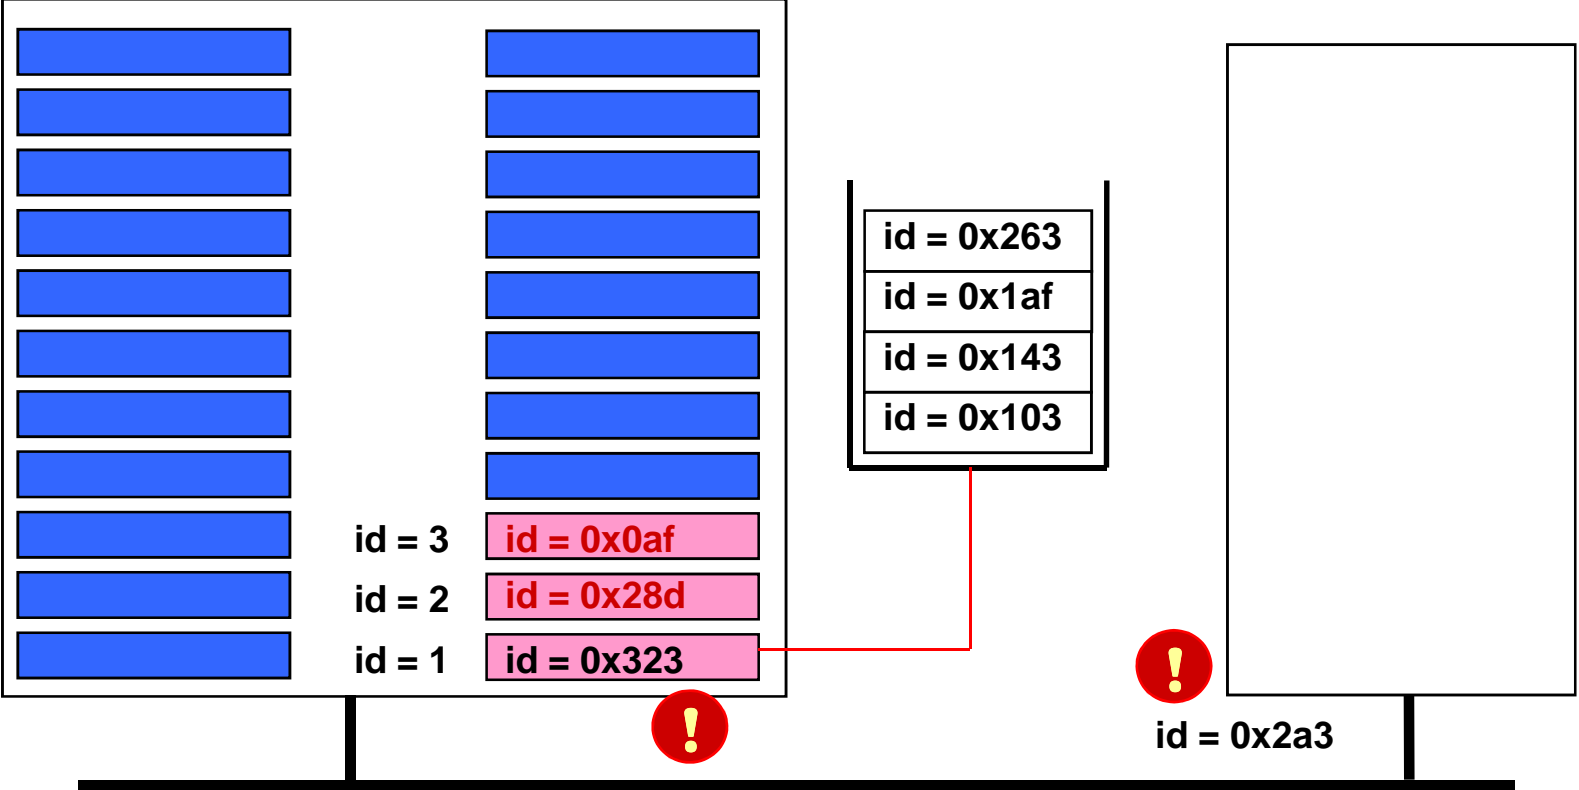 id = 0x263
id = 0x1af
id = 0x143
id = 0x103
id = 3 id = 0x0af
id = 2 id = 0x28d
id = 1 id = 0x323
!
!
id = 0x2a3